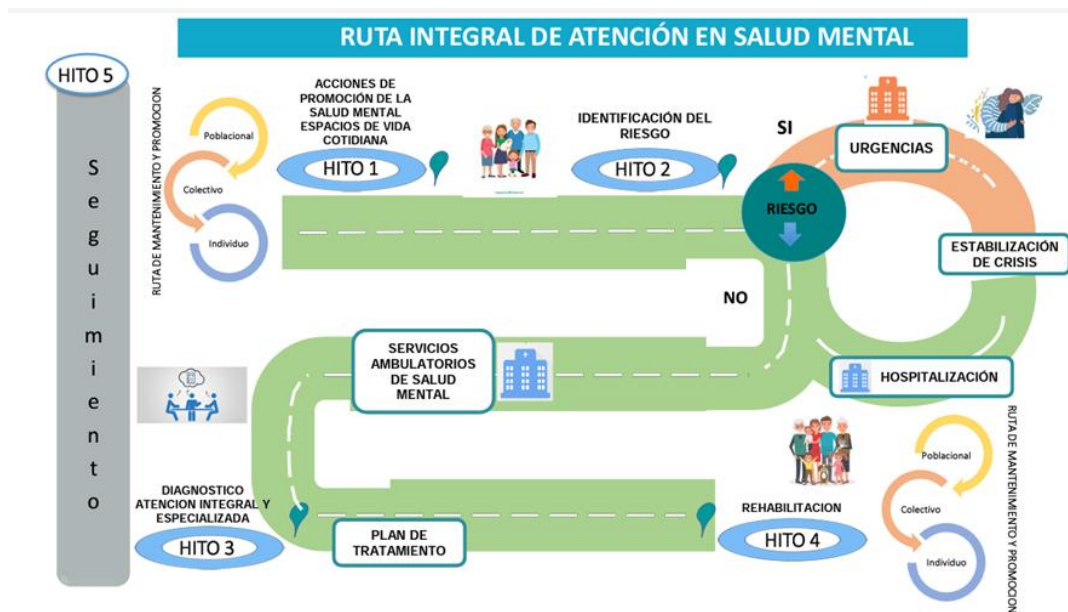 RUTA INTEGRAL DE ATENCIÓN EN SALUD MENTAL
HITO 5
Seguimiento
RUTA DE MANTENIMIENTO Y PROMOCION
Poblacional
Colectivo
Individuo
ACCIONES DE
PROMOCIÓN DE LA
SALUD MENTAL
ESPACIOS DE VIDA
COTIDIANA
HITO 1
IDENTIFICACIÓN DEL
RIESGO
HITO 2
SI
URGENCIAS
RIESGO
ESTABILIZACIÓN
DE CRISIS
NO
HOSPITALIZACIÓN
SERVICIOS
AMBULATORIOS
DE SALUD
MENTAL
DIAGNOSTICO
ATENCION INTEGRAL Y
ESPECIALIZADA
HITO 3
PLAN DE
TRATAMIENTO
REHABILITACION
HITO 4
Poblacional
Colectivo
Individuo
RUTA DE MANTENIMIENTO Y PROMOCION